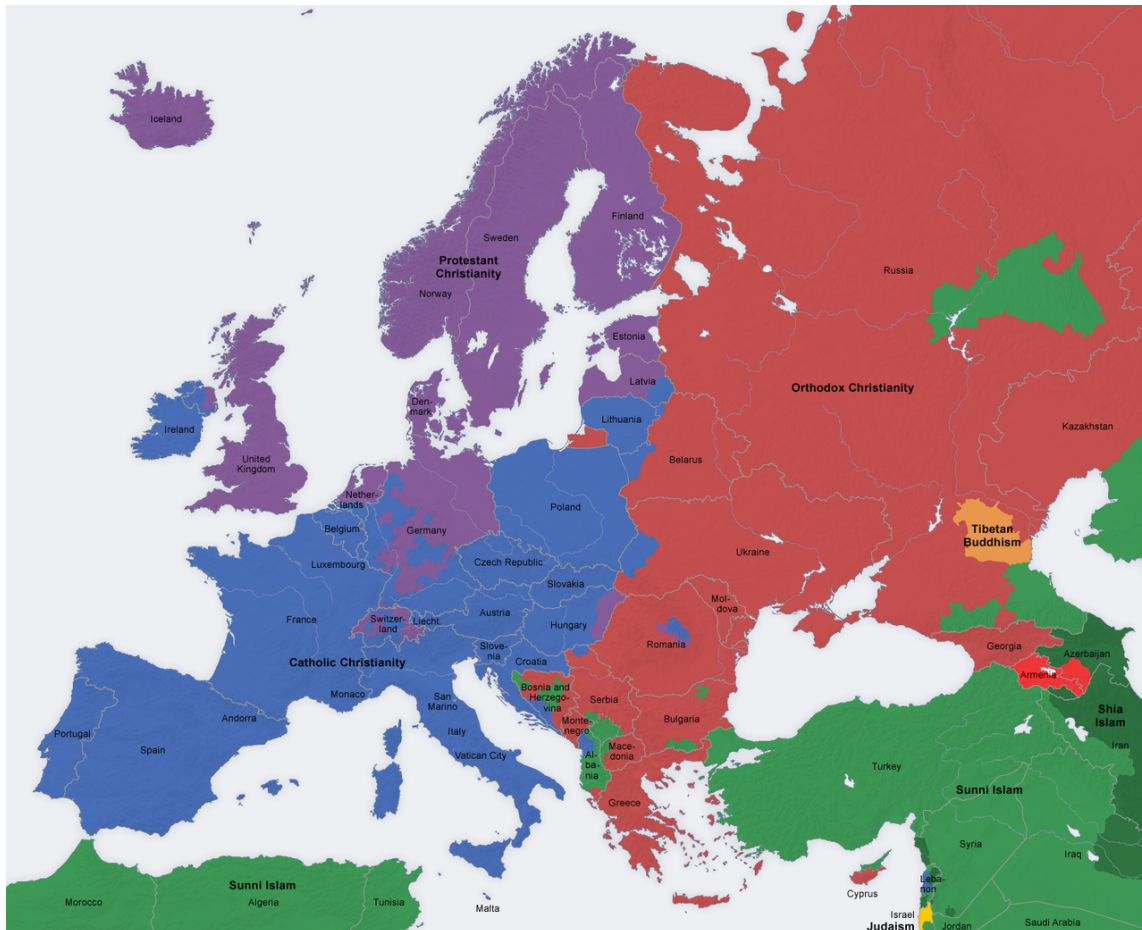 Iceland
Finland
Sweden
Protestant
Christianity
Norway
Russia
Estonia
Latvia
Orthodox Christianity
Den-
mark
Lithuania
Ireland
Kazakhstan
United
Kingdom
Belarus
Nether-
lands
Poland
Belgium
Germany
Tibetan
Buddhism
Ukraine
Luxembourg
Czech Republic
Slovakia
Mol-
dova
Austria
France
Switzer-
land
Liecht.
Hungary
Romania
Slove-
nia
Georgia
Azerbaijan
Catholic Christianity
Croatia
Armenia
Bosnia and
Herzego-
vina
Monaco
San
Marino
Serbia
Shia
Islam
Andorra
Bulgaria
Monte-
negro
Portugal
Italy
Spain
Vatican City
Al-
ba-
nia
Mace-
donia
Iran
Turkey
Sunni Islam
Greece
Syria
Iraq
Sunni Islam
Leba-
non
Cyprus
Morocco
Algeria
Tunisia
Malta
Israel
Judaism
Jordan
Saudi Arabia